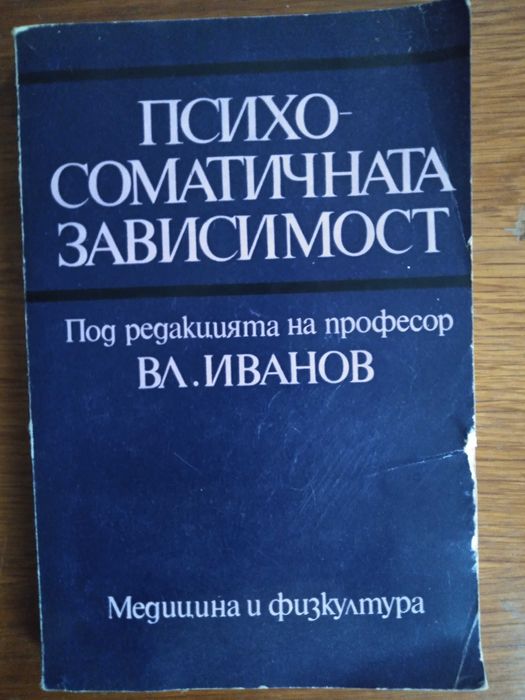 ПСИХО-
СОМАТИЧНАТА
ЗАВИСИМОСТ
Под редакцията на професор
ВЛ. ИВАНОВ
Медицина и физкултура